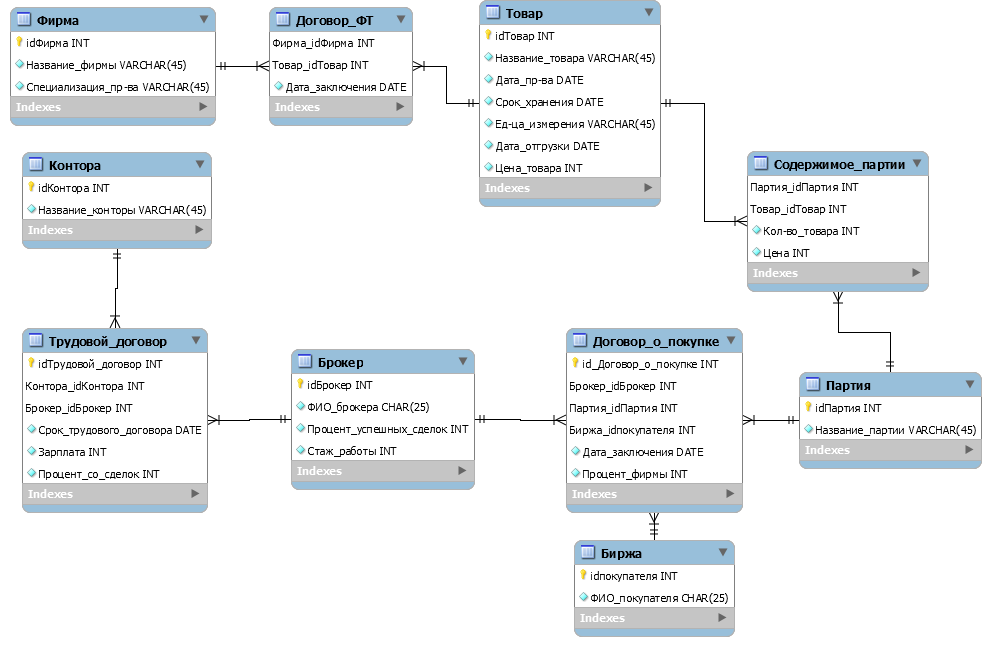 Фирма
idФирма INT
Название_фирмы VARCHAR(45)
Специализация_пр-ва VARCHAR(45)
Indexes
Договор_ФТ
Фирма_idФирма INT
Товар_idТовар INT
Дата_заключения DATE
Indexes
Товар
idТовар INT
Название_товара VARCHAR(45)
Дата_пр-ва DATE
Срок_хранения DATE
Ед-ца_измерения VARCHAR(45)
Дата_отгрузки DATE
Цена_товара INT
Indexes
Контора
idКонтора INT
Название_конторы VARCHAR(45)
Indexes
Содержимое_партии
Партия_idПартия INT
Товар_idТовар INT
Кол-во_товара INT
Цена INT
Indexes
Трудовой_договор
idТрудовой_договор INT
Контора_idКонтора INT
Брокер_idБрокер INT
Срок_трудового_договора DATE
Зарплата INT
Процент_со_сделок INT
Indexes
Брокер
idБрокер INT
ФИО_брокера CHAR(25)
Процент_успешных_сделок INT
Стаж_работы INT
Indexes
Договор_о_покупке
id_Договор_о_покупке INT
Брокер_idБрокер INT
Партия_idПартия INT
Биржа_idпокупателя INT
Дата_заключения DATE
Процент_фирмы INT
Indexes
Партия
idПартия INT
Название_партии VARCHAR(45)
Indexes
Биржа
idпокупателя INT
ФИО_покупателя CHAR(25)
Indexes